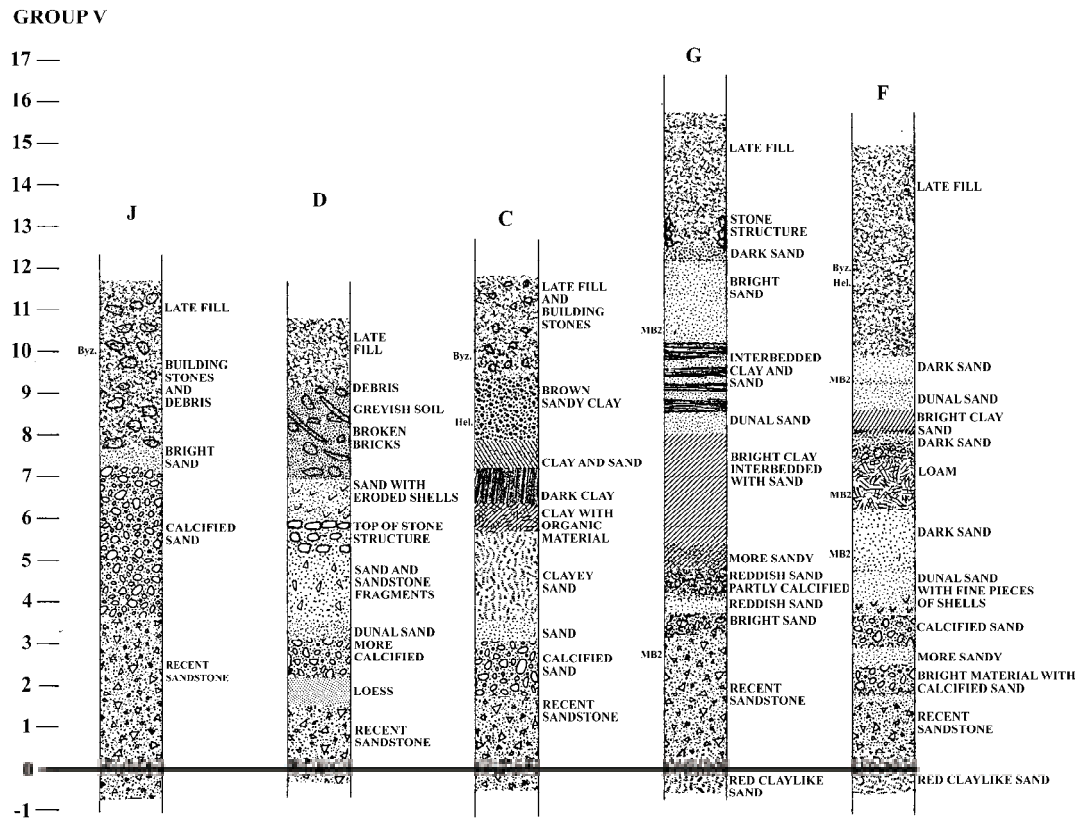 GROUP V
17
16
15
14
13
12
11
10
9
8
7
6
5
4
3
2
1
0
-1
J
LATE FILL
Byz.
BUILDING
STONES
AND
DEBRIS
BRIGHT
SAND
CALCIFIED
SAND
RECENT
SANDSTONE
D
LATE
FILL
DEBRIS
GREYISH SOIL
BROKEN
BRICKS
SAND WITH
ERODED SHELLS
TOP OF STONE
STRUCTURE
SAND AND
SANDSTONE
FRAGMENTS
DUNAL SAND
MORE
CALCIFIED
LOESS
RECENT
SANDSTONE
C
LATE FILL
AND
BUILDING
STONES
Byz.
BROWN
SANDY CLAY
Hel.
CLAY AND SAND
DARK CLAY
CLAY WITH
ORGANIC
MATERIAL
CLAYEY
SAND
SAND
CALCIFIED
SAND
RECENT
SANDSTONE
G
LATE FILL
STONE
STRUCTURE
DARK SAND
BRIGHT
SAND
MB2
INTERBEDDED
CLAY AND
SAND
DUNAL SAND
BRIGHT CLAY
INTERBEDDED
WITH SAND
MORE SANDY
REDDISH SAND
PARTLY CALCIFIED
REDDISH SAND
BRIGHT SAND
MB2
RECENT
SANDSTONE
RED CLAYLIKE
SAND
F
LATE FILL
Byz.
Hel.
DARK SAND
MB2
DUNAL SAND
BRIGHT CLAY
SAND
DARK SAND
LOAM
MB2
DARK SAND
MB2
DUNAL SAND
WITH FINE PIECES
OF SHELLS
CALCIFIED SAND
MORE SANDY
BRIGHT MATERIAL WITH
CALCIFIED SAND
RECENT
SANDSTONE
RED CLAYLIKE SAND